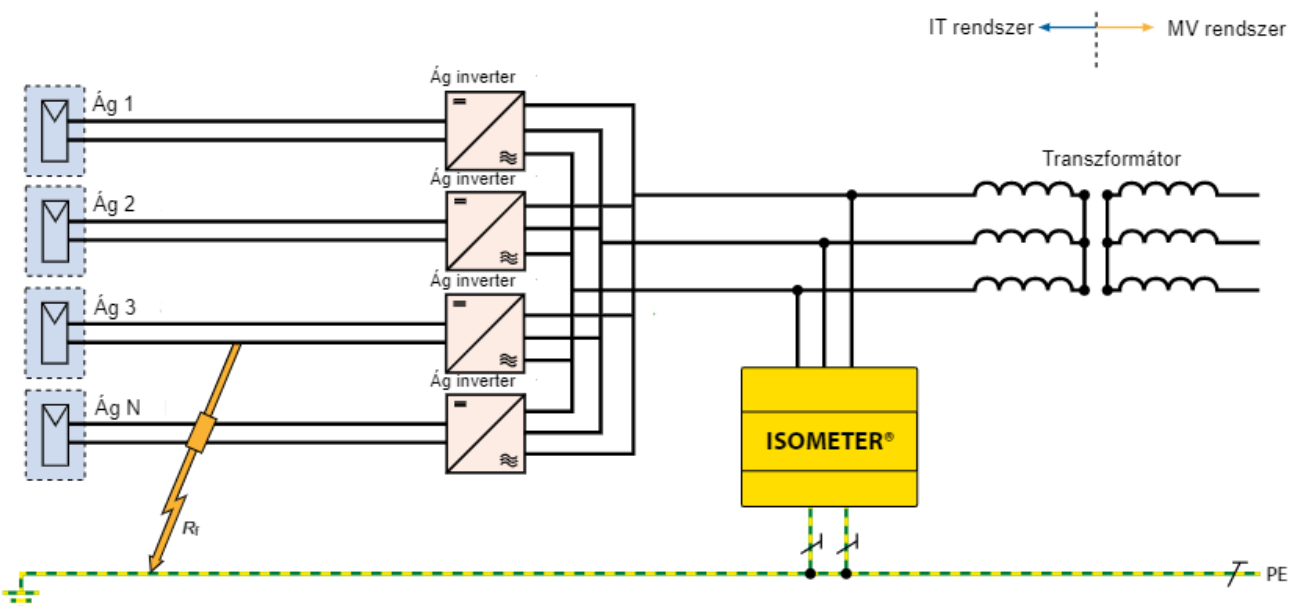 IT rendszer MV rendszer
Ág inverter
Ág 1
Transzformátor
Ág inverter
Ág 2
Ág inverter
Ág 3
Ág inverter
Ág N
ISOMETER®
Rf
PE